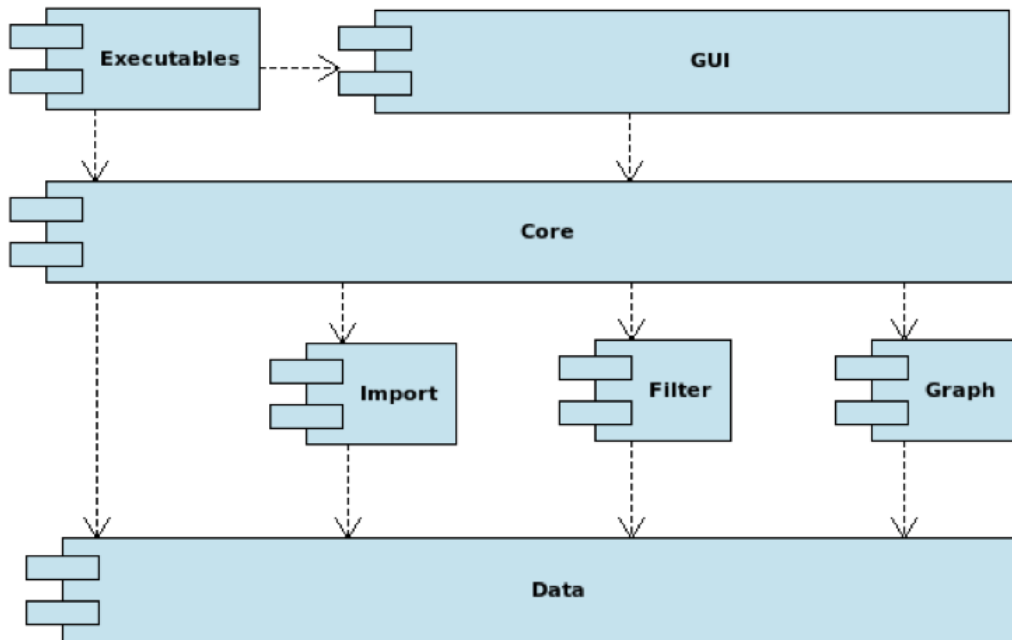 Executables
GUI
Core
Import
Filter
Graph
Data